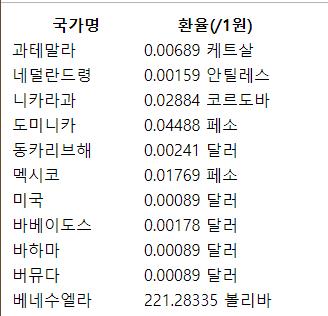 국가명 환율(/1원)
과테말라 0.00689 케트살
네덜란드령 0.00159 안틸레스
니카라과 0.02884 코르도바
도미니카 0.04488 페소
동카리브해 0.00241 달러
멕시코 0.01769 페소
미국 0.00089 달러
바베이도스 0.00178 달러
바하마 0.00089 달러
버뮤다 0.00089 달러
베네수엘라 221.28335 볼리바